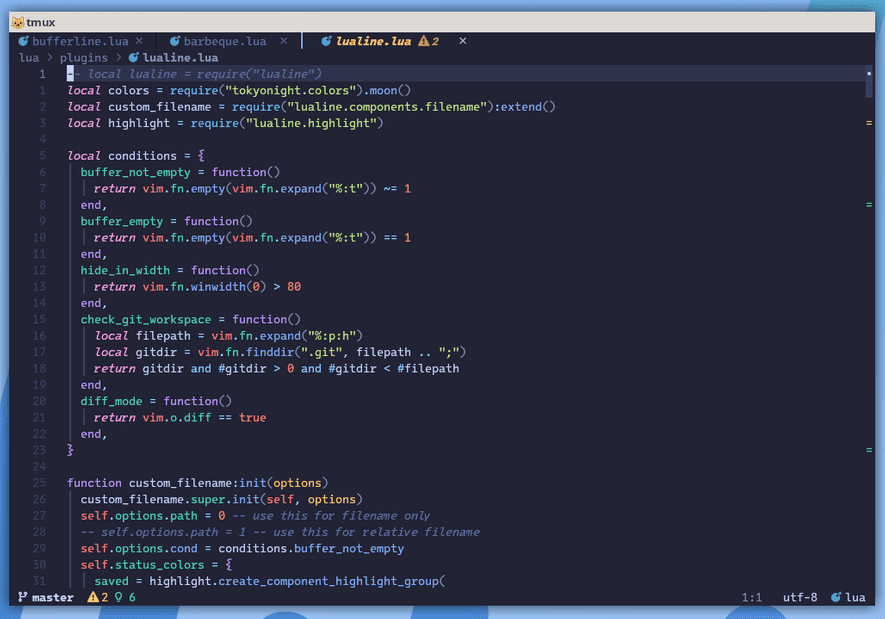 tmux
bufferline.lua × barbeque.lua × lualine.lua 2 ×
lua > plugins > lualine.lua
1 -- local lualine = require("lualine")
1 local colors = require("tokyonight.colors").moon()
2 local custom_filename = require("lualine.components.filename"):extend()
3 local highlight = require("lualine.highlight")
4
5 local conditions = {
6 buffer_not_empty = function()
7 return vim.fn.empty(vim.fn.expand("%:t")) ~= 1
8 end,
9 buffer_empty = function()
10 return vim.fn.empty(vim.fn.expand("%:t")) == 1
11 end,
12 hide_in_width = function()
13 return vim.fn.winwidth(0) > 80
14 end,
15 check_git_workspace = function()
16 local filepath = vim.fn.expand("%:p:h")
17 local gitdir = vim.fn.finddir(".git", filepath .. ";")
18 return gitdir and #gitdir > 0 and #gitdir < #filepath
19 end,
20 diff_mode = function()
21 return vim.o.diff == true
22 end,
23 }
24
25 function custom_filename:init(options)
26 custom_filename.super.init(self, options)
27 self.options.path = 0 -- use this for filename only
28 -- self.options.path = 1 -- use this for relative filename
29 self.options.cond = conditions.buffer_not_empty
30 self.status_colors = {
31 saved = highlight.create_component_highlight_group(
master 2 6 1:1 utf-8 lua